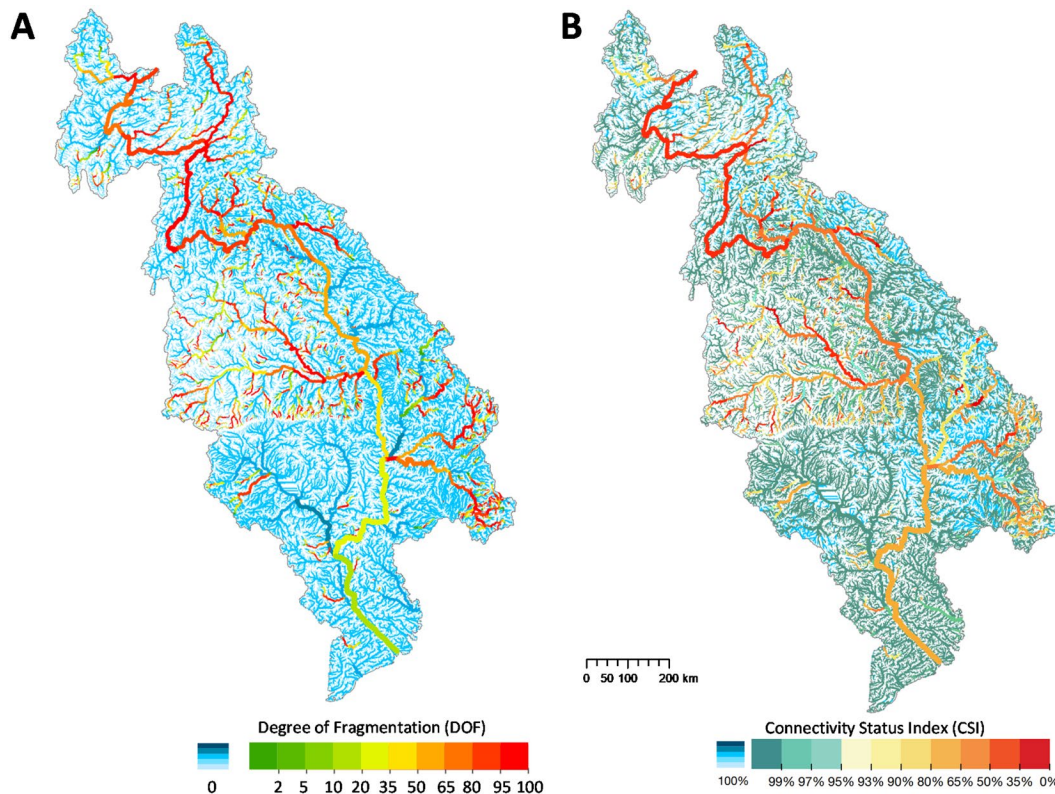 A
B
0 50 100 200 km
Degree of Fragmentation (DOF)
0 2 5 10 20 35 50 65 80 95 100
Connectivity Status Index (CSI)
100% 99% 97% 95% 93% 90% 80% 65% 50% 35% 0%